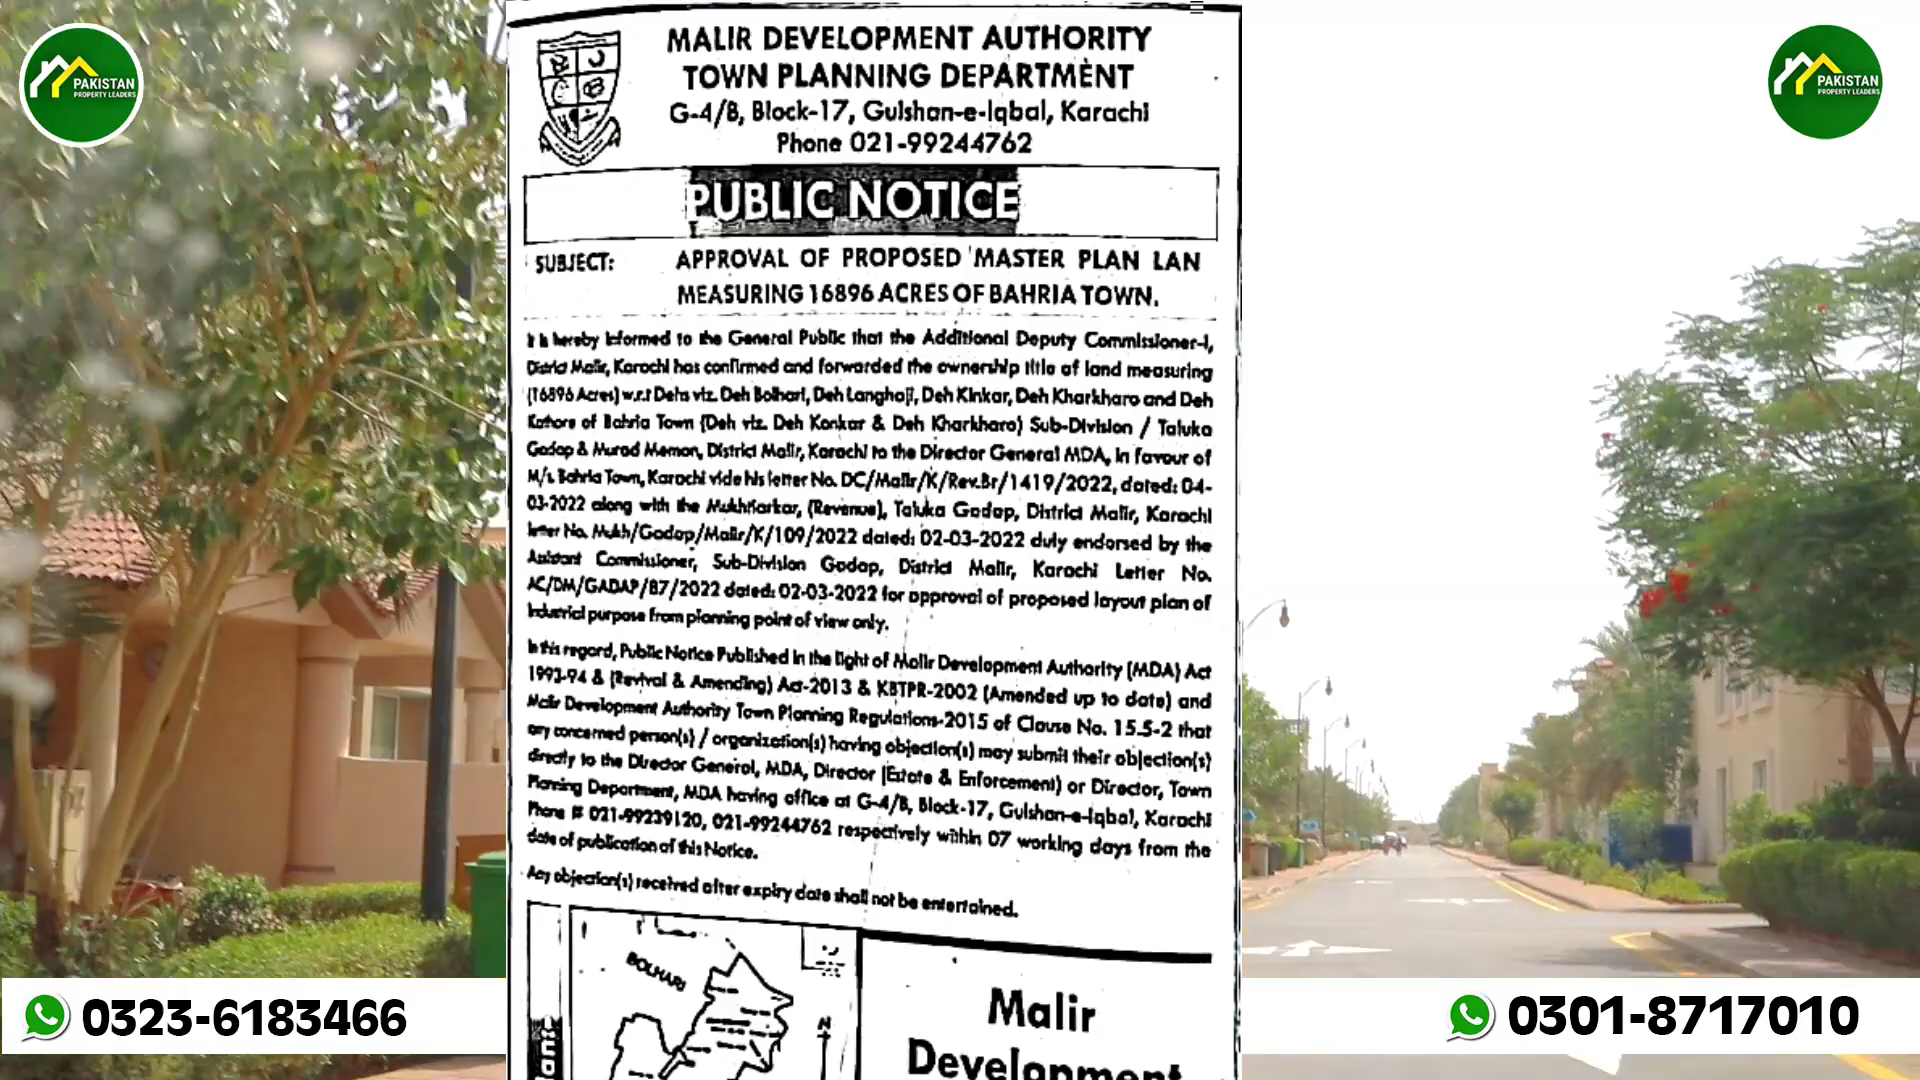 PAKISTAN
PROPERTY LEADERS
MALIR DEVELOPMENT AUTHORITY
TOWN PLANNING DEPARTMENT
G-4/B, Block-17, Gulshan-e-Iqbal, Karachi
Phone 021-99244762
PAKISTAN
PROPERTY LEADERS
PUBLIC NOTICE
SUBJECT: APPROVAL OF PROPOSED MASTER PLAN LAN
MEASURING 16896 ACRES OF BAHRIA TOWN.
It is hereby informed to the General Public that the Additional Deputy Commissioner-I,
District Malir, Karachi has confirmed and forwarded the ownership title of land measuring
(16896 Acres) w.r.t Dehs viz. Deh Bolhari, Deh Langhaji, Deh Kinkar, Deh Kharkharo and Deh
Kathore of Bahria Town (Deh viz. Deh Konkar & Deh Kharkharo) Sub-Division / Taluka
Gadap & Murad Memon, District Malir, Karachi to the Director General MDA, in favour of
M/s. Bahria Town, Karachi vide his letter No. DC/Malir/K/Rev.Br/1419/2022, dated: 04-
03-2022 along with the Mukhtiarkar, (Revenue), Taluka Gadap, District Malir, Karachi
letter No. Mukh/Gadap/Malir/K/109/2022 dated: 02-03-2022 duly endorsed by the
Assistant Commissioner, Sub-Division Gadap, District Malir, Karachi Letter No.
AC/DM/GADAP/87/2022 dated: 02-03-2022 for approval of proposed layout plan of
Industrial purpose from planning point of view only.
In this regard, Public Notice Published in the light of Malir Development Authority (MDA) Act
1993-94 & (Revival & Amending) Act-2013 & KBTPR-2002 (Amended up to date) and
Malir Development Authority Town Planning Regulations-2015 of Clause No. 15.5-2 that
any concerned person(s) / organization(s) having objection(s) may submit their objection(s)
directly to the Director General, MDA, Director (Estate & Enforcement) or Director, Town
Planning Department, MDA having office at G-4/B, Block-17, Gulshan-e-Iqbal, Karachi
Phone # 021-99239120, 021-99244762 respectively within 07 working days from the
date of publication of this Notice.
Any objection(s) received after expiry date shall not be entertained.
BOLHARI
N
Malir
Development
0323-6183466
0301-8717010